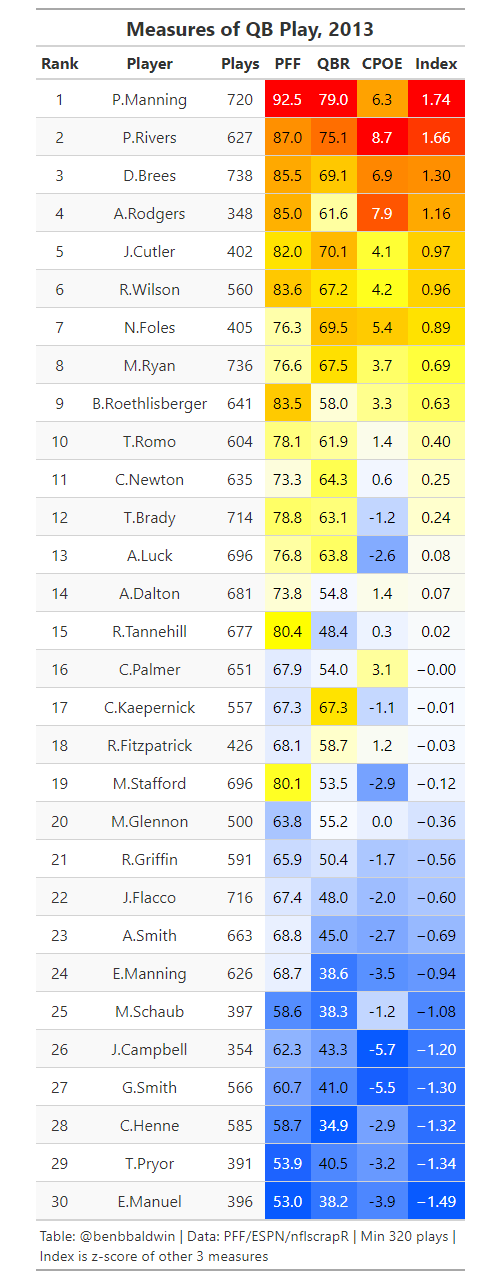 Measures of QB Play, 2013
Rank Player Plays PFF QBR CPOE Index
1 P.Manning 720 92.5 79.0 6.3 1.74
2 P.Rivers 627 87.0 75.1 8.7 1.66
3 D.Brees 738 85.5 69.1 6.9 1.30
4 A.Rodgers 348 85.0 61.6 7.9 1.16
5 J.Cutler 402 82.0 70.1 4.1 0.97
6 R.Wilson 560 83.6 67.2 4.2 0.96
7 N.Foles 405 76.3 69.5 5.4 0.89
8 M.Ryan 736 76.6 67.5 3.7 0.69
9 B.Roethlisberger 641 83.5 58.0 3.3 0.63
10 T.Romo 604 78.1 61.9 1.4 0.40
11 C.Newton 635 73.3 64.3 0.6 0.25
12 T.Brady 714 78.8 63.1 -1.2 0.24
13 A.Luck 696 76.8 63.8 -2.6 0.08
14 A.Dalton 681 73.8 54.8 1.4 0.07
15 R.Tannehill 677 80.4 48.4 0.3 0.02
16 C.Palmer 651 67.9 54.0 3.1 −0.00
17 C.Kaepernick 557 67.3 67.3 -1.1 −0.01
18 R.Fitzpatrick 426 68.1 58.7 1.2 −0.03
19 M.Stafford 696 80.1 53.5 -2.9 −0.12
20 M.Glennon 500 63.8 55.2 0.0 −0.36
21 R.Griffin 591 65.9 50.4 -1.7 −0.56
22 J.Flacco 716 67.4 48.0 -2.0 −0.60
23 A.Smith 663 68.8 45.0 -2.7 −0.69
24 E.Manning 626 68.7 38.6 -3.5 −0.94
25 M.Schaub 397 58.6 38.3 -1.2 −1.08
26 J.Campbell 354 62.3 43.3 -5.7 −1.20
27 G.Smith 566 60.7 41.0 -5.5 −1.30
28 C.Henne 585 58.7 34.9 -2.9 −1.32
29 T.Pryor 391 53.9 40.5 -3.2 −1.34
30 E.Manuel 396 53.0 38.2 -3.9 −1.49
Table: @benbbaldwin | Data: PFF/ESPN/nflscrapR | Min 320 plays |
Index is z-score of other 3 measures